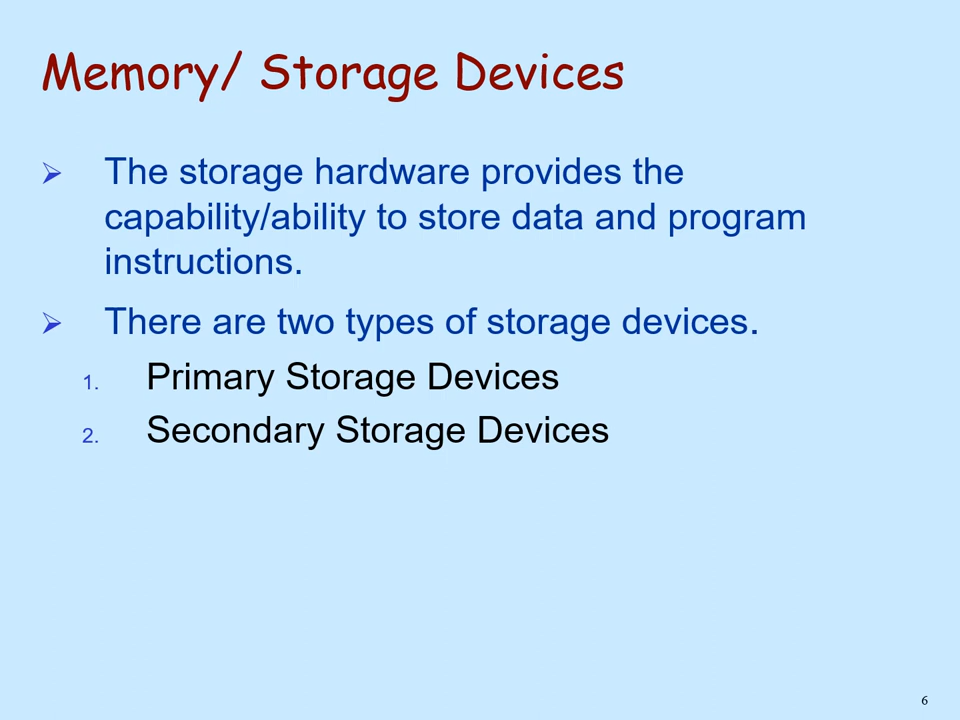 Memory/ Storage Devices
➢ The storage hardware provides the
capability/ability to store data and program
instructions.
➢ There are two types of storage devices.
1. Primary Storage Devices
2. Secondary Storage Devices
6